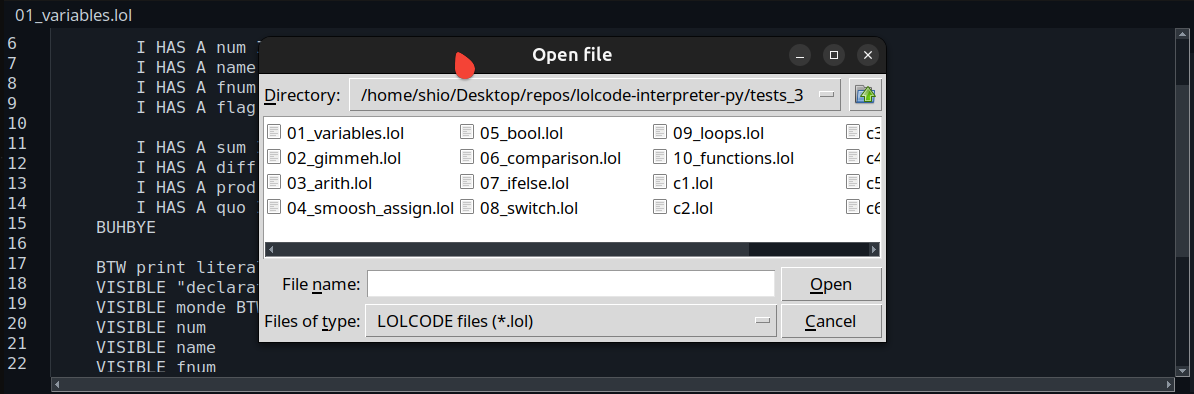 01_variables.lol
6 I HAS A num
7 I HAS A name
8 I HAS A fnum
9 I HAS A flag
10
11 I HAS A sum
12 I HAS A diff
13 I HAS A prod
14 I HAS A quo
15 BUHBYE
16
17 BTW print litera
18 VISIBLE "declara
19 VISIBLE monde BTW
20 VISIBLE num
21 VISIBLE name
22 VISIBLE fnum
Open file
Directory: /home/shio/Desktop/repos/lolcode-interpreter-py/tests_3
01_variables.lol 05_bool.lol 09_loops.lol c3
02_gimmeh.lol 06_comparison.lol 10_functions.lol c4
03_arith.lol 07_ifelse.lol c1.lol c5
04_smoosh_assign.lol 08_switch.lol c2.lol c6
File name: Open
Files of type: LOLCODE files (*.lol) Cancel